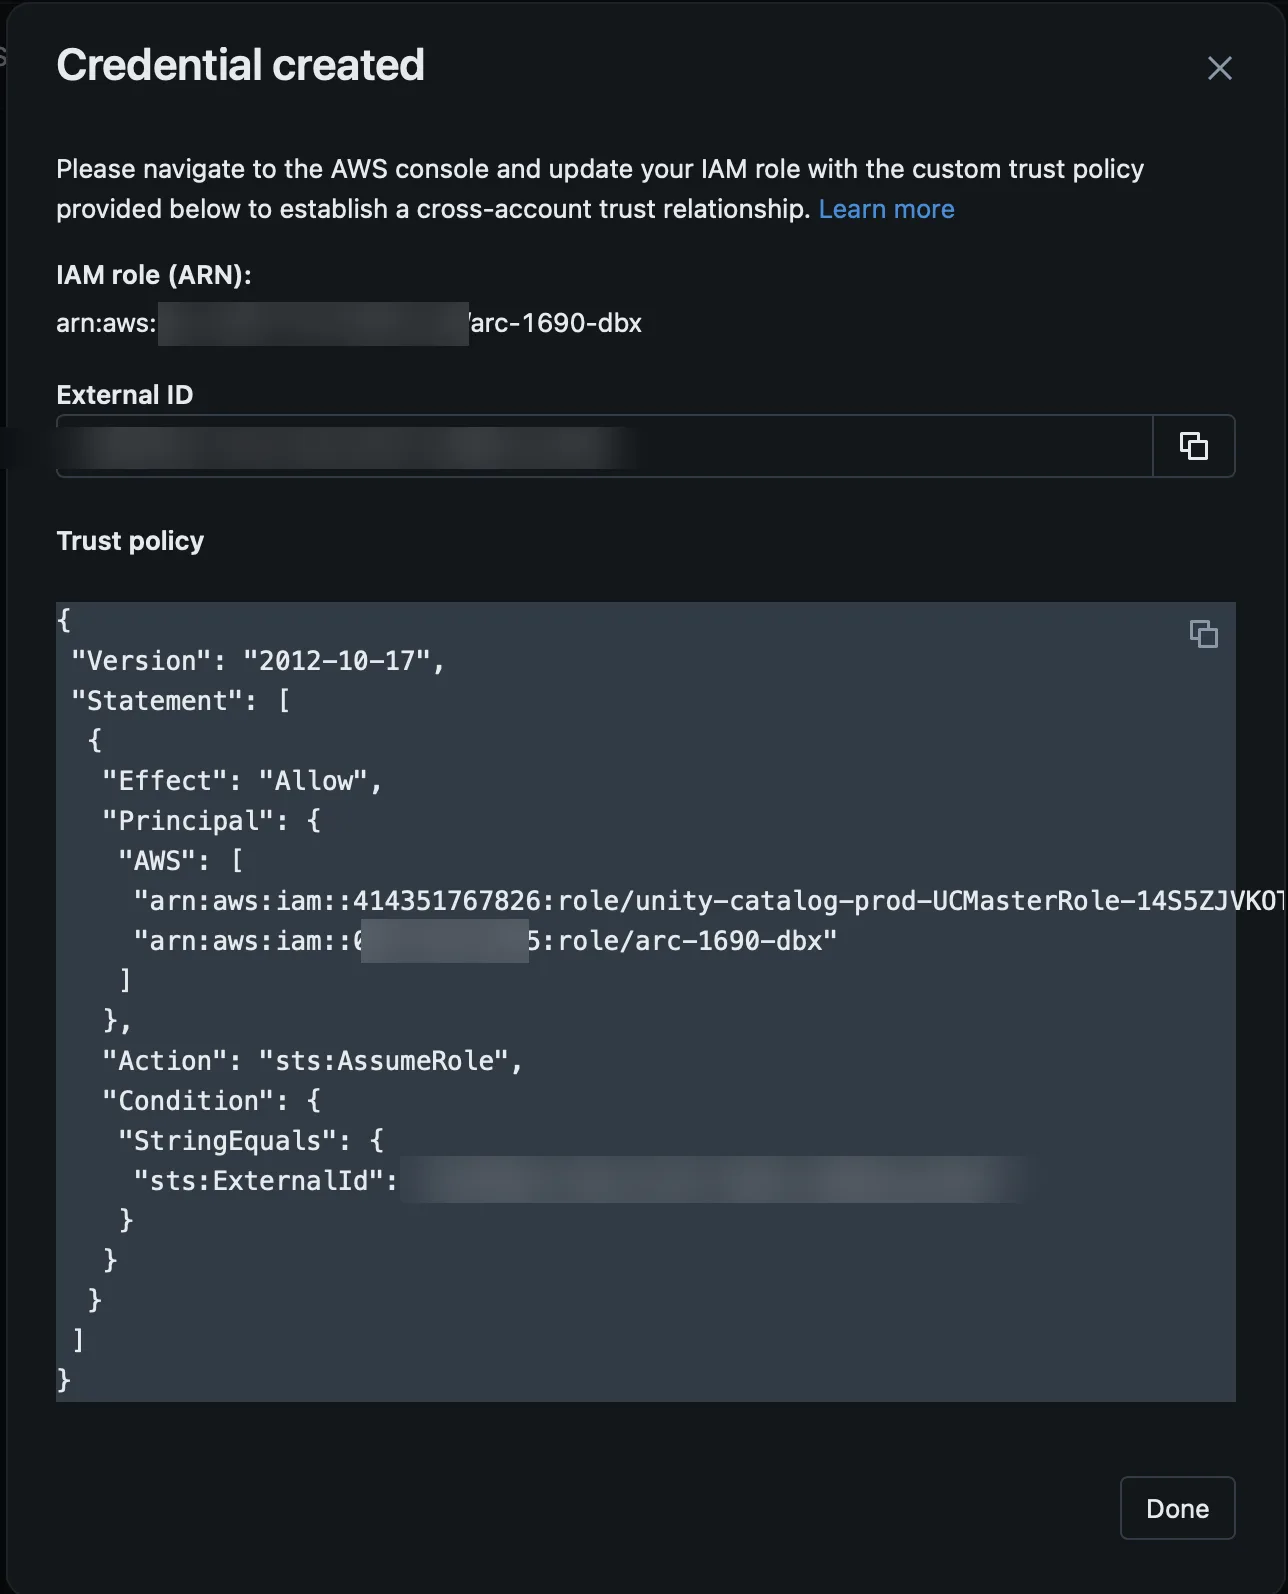 Credential created
Please navigate to the AWS console and update your IAM role with the custom trust policy
provided below to establish a cross-account trust relationship. Learn more
IAM role (ARN):
arn:aws: /arc-1690-dbx
External ID
Trust policy
{
"Version": "2012-10-17",
"Statement": [
{
"Effect": "Allow",
"Principal": {
"AWS": [
"arn:aws:iam::414351767826:role/unity-catalog-prod-UCMasterRole-14S5ZJVKOT
"arn:aws:iam::0 5:role/arc-1690-dbx"
]
},
"Action": "sts:AssumeRole",
"Condition": {
"StringEquals": {
"sts:ExternalId":
}
}
}
]
}
Done